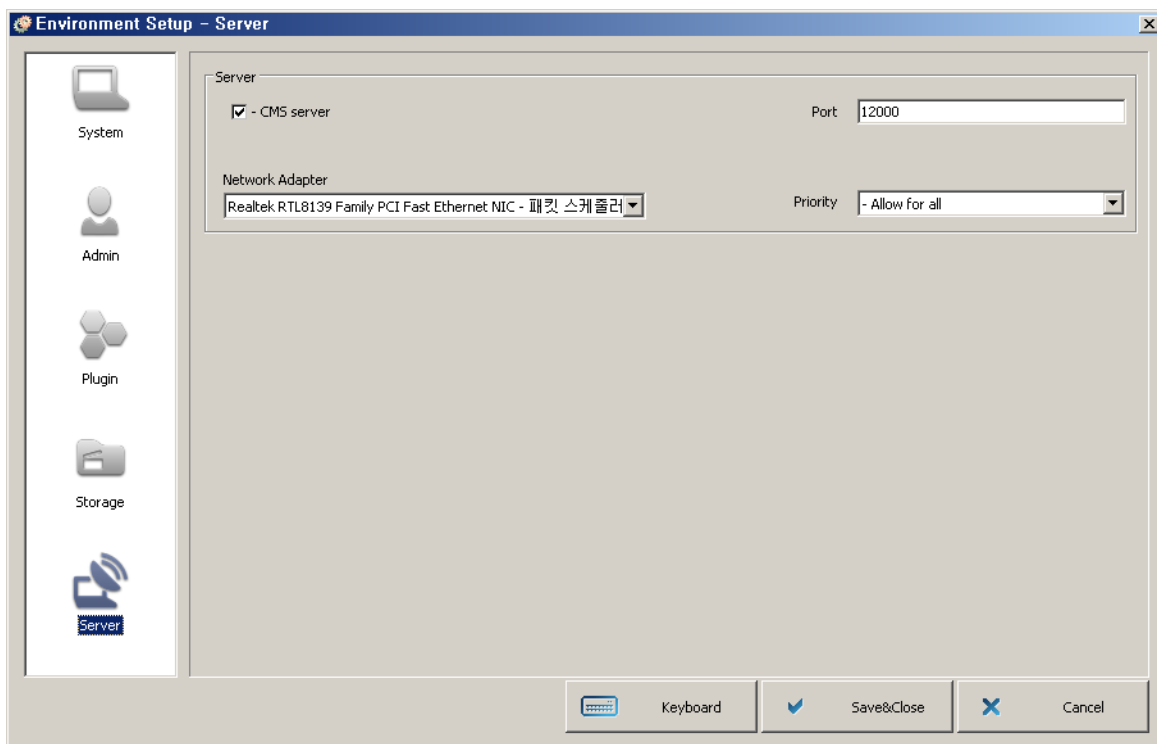 Environment Setup - Server
System
Admin
Plugin
Storage
Server
Server
- CMS server
Port
12000
Network Adapter
Realtek RTL8139 Family PCI Fast Ethernet NIC - 패킷 스케줄러
Priority
- Allow for all
Keyboard
Save&Close
Cancel